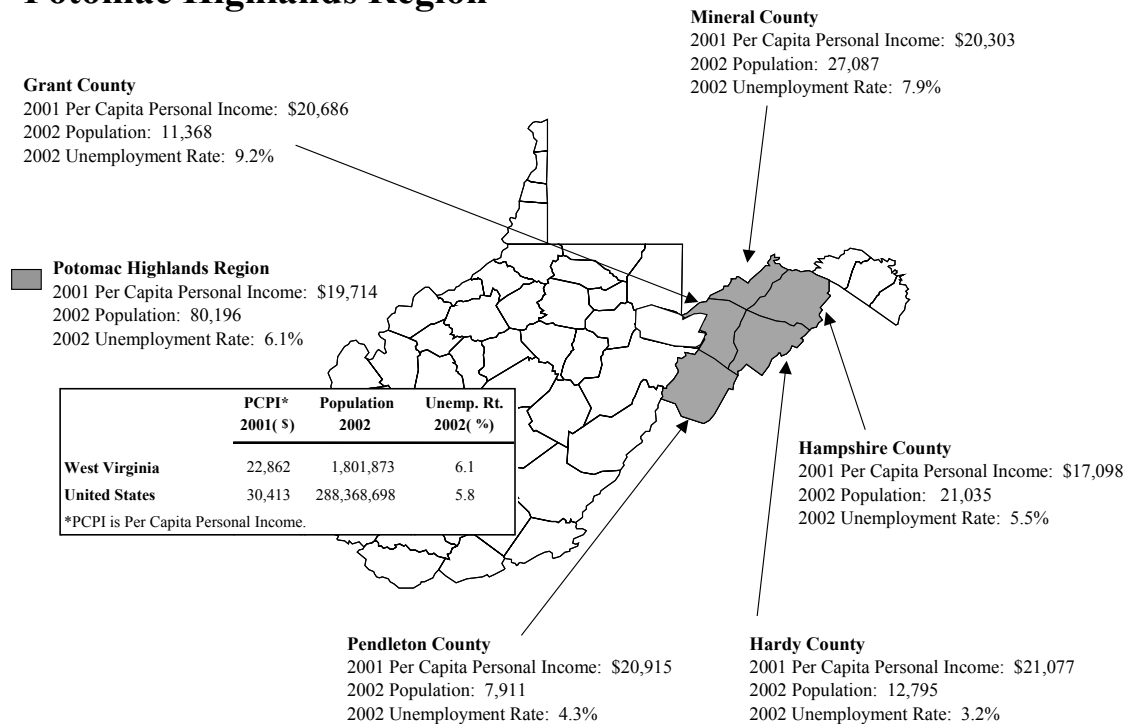 Potomac Highlands Region
Mineral County
2001 Per Capita Personal Income: $20,303
2002 Population: 27,087
2002 Unemployment Rate: 7.9%
Grant County
2001 Per Capita Personal Income: $20,686
2002 Population: 11,368
2002 Unemployment Rate: 9.2%
Potomac Highlands Region
2001 Per Capita Personal Income: $19,714
2002 Population: 80,196
2002 Unemployment Rate: 6.1%
PCPI* Population Unemp. Rt.
2001( $) 2002 2002( %)
West Virginia 22,862 1,801,873 6.1
United States 30,413 288,368,698 5.8
*PCPI is Per Capita Personal Income.
Hampshire County
2001 Per Capita Personal Income: $17,098
2002 Population: 21,035
2002 Unemployment Rate: 5.5%
Pendleton County
2001 Per Capita Personal Income: $20,915
2002 Population: 7,911
2002 Unemployment Rate: 4.3%
Hardy County
2001 Per Capita Personal Income: $21,077
2002 Population: 12,795
2002 Unemployment Rate: 3.2%